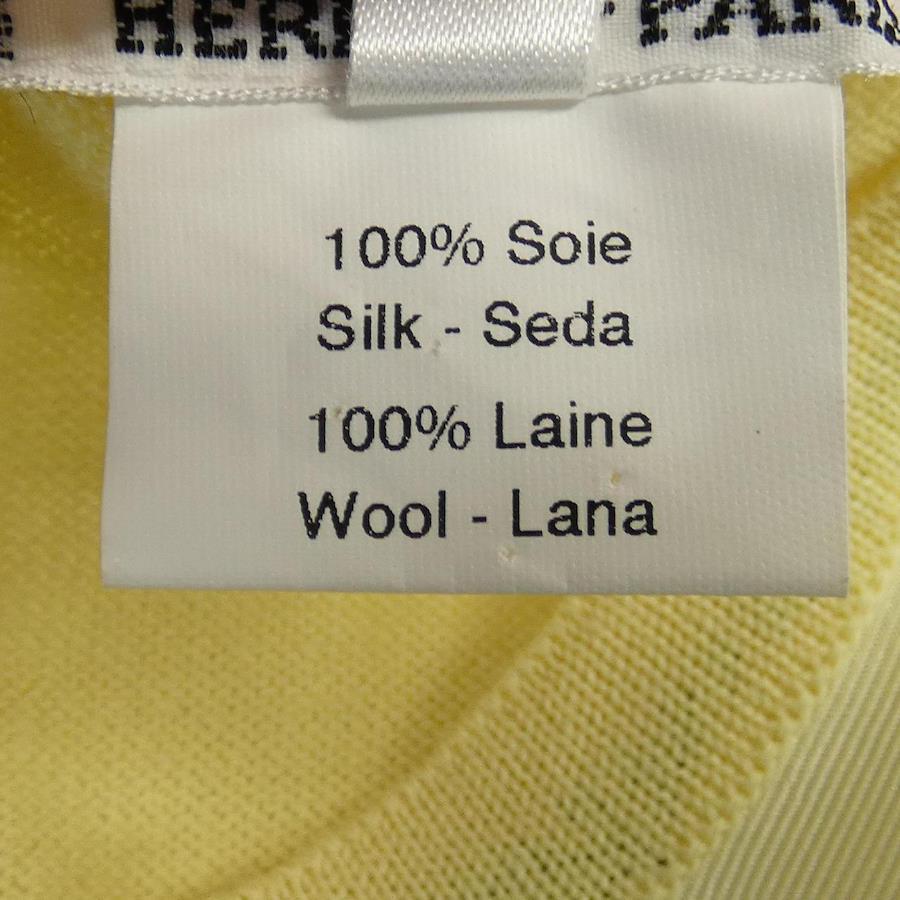 100% Soie
Silk - Seda
100% Laine
Wool - Lana